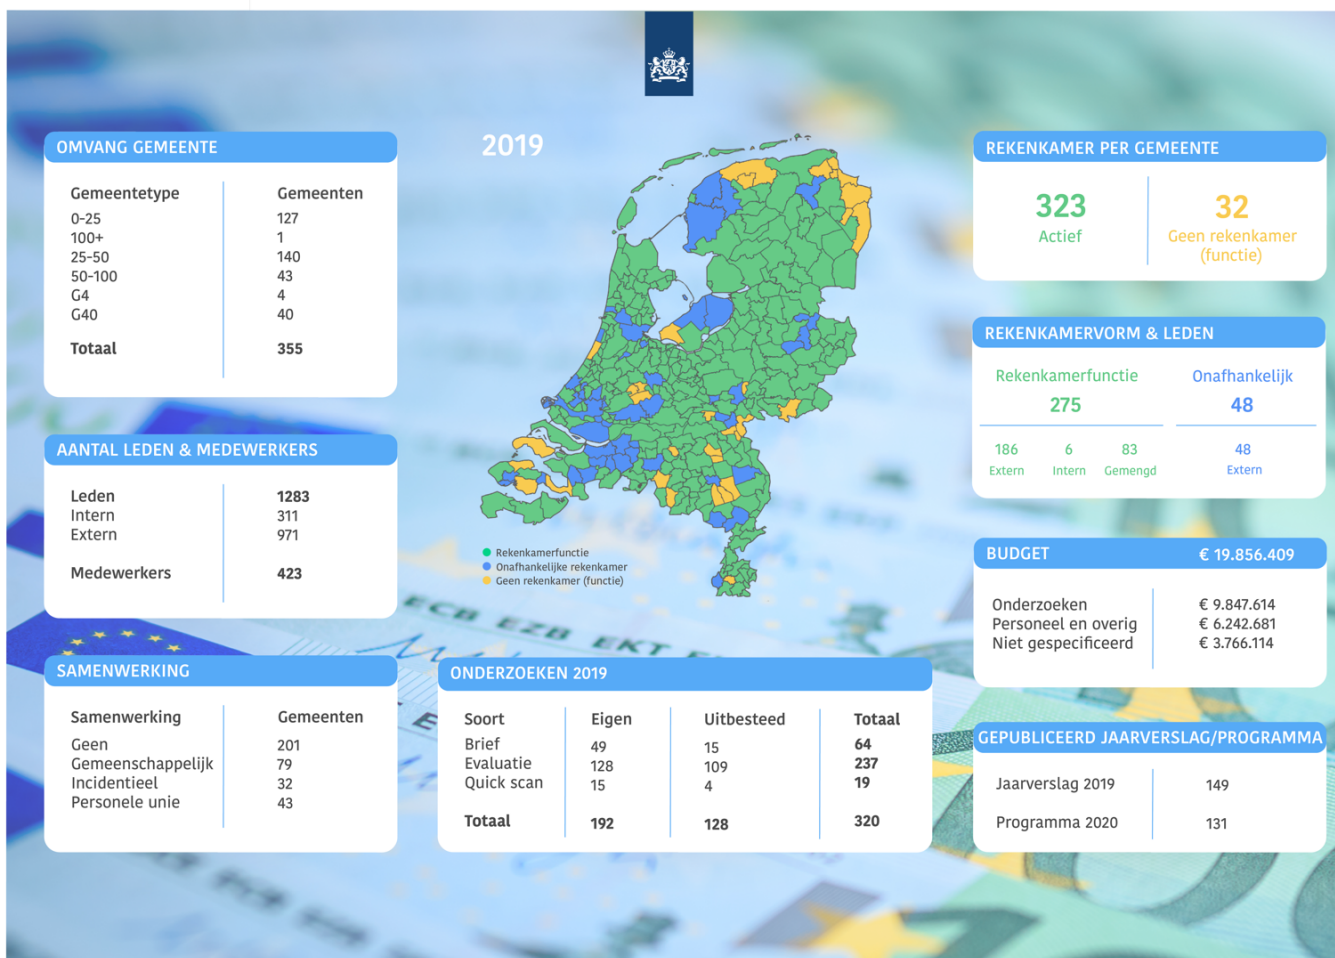 2019
OMVANG GEMEENTE
Gemeentetype Gemeenten
0-25 127
100+ 1
25-50 140
50-100 43
G4 4
G40 40
Totaal 355
AANTAL LEDEN & MEDEWERKERS
Leden 1283
Intern 311
Extern 971
Medewerkers 423
SAMENWERKING
Samenwerking Gemeenten
Geen 201
Gemeenschappelijk 79
Incidentieel 32
Personele unie 43
Rekenkamerfunctie
Onafhankelijke rekenkamer
Geen rekenkamer (functie)
ECB EZB EKT
ONDERZOEKEN 2019
Soort Eigen Uitbesteed Totaal
Brief 49 15 64
Evaluatie 128 109 237
Quick scan 15 4 19
Totaal 192 128 320
REKENKAMER PER GEMEENTE
323 32
Actief Geen rekenkamer
(functie)
REKENKAMERVORM & LEDEN
Rekenkamerfunctie Onafhankelijk
275 48
186 6 83 48
Extern Intern Gemengd Extern
BUDGET € 19.856.409
Onderzoeken € 9.847.614
Personeel en overig € 6.242.681
Niet gespecificeerd € 3.766.114
GEPUBLICEERD JAARVERSLAG/PROGRAMMA
Jaarverslag 2019 149
Programma 2020 131